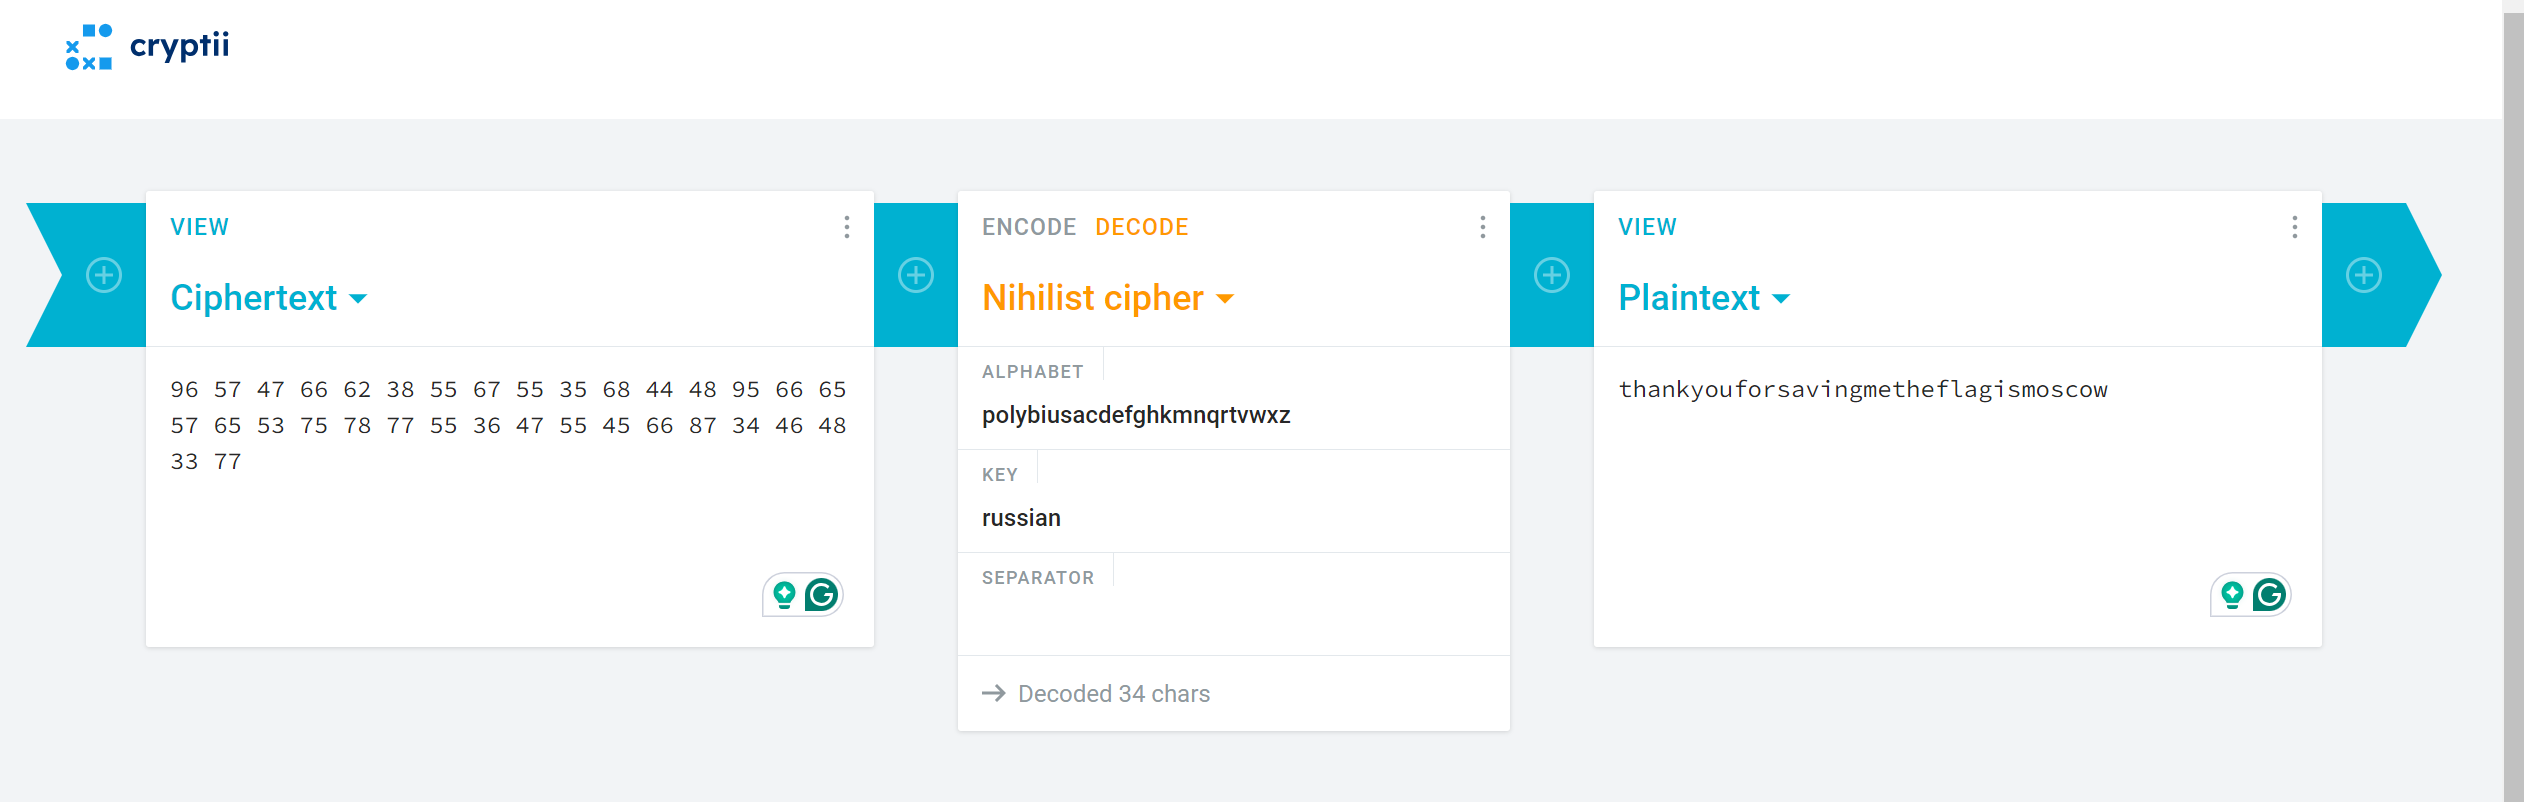 cryptii
VIEW
Ciphertext
96 57 47 66 62 38 55 67 55 35 68 44 48 95 66 65
57 65 53 75 78 77 55 36 47 55 45 66 87 34 46 48
33 77
ENCODE DECODE
Nihilist cipher
ALPHABET
polybiusacdefghkmnqrtvwxz
KEY
russian
SEPARATOR
→ Decoded 34 chars
VIEW
Plaintext
thankyouforsavingmetheflagismoscow